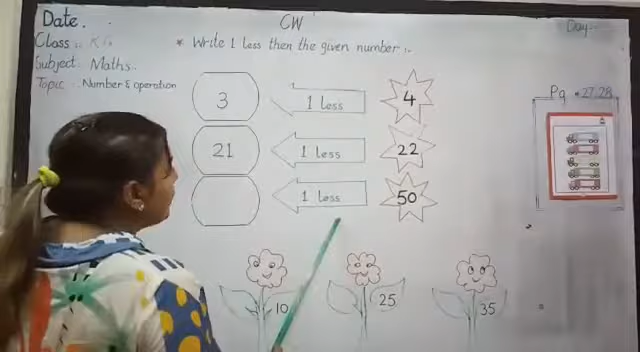 Date.
CW
Day:-
Class:. KG
* Write 1 Less then the given number :-
Subject: Maths..
Topic:. Number & operation
Pg. 27,28
3 1 Less 4
21 1 Less 22
1 Less 50
10 25 35